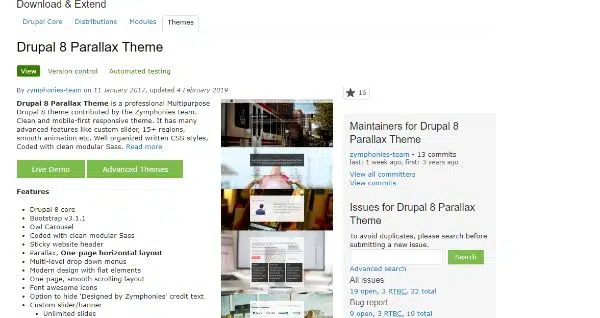 Download & Extend
Drupal Core Distributions Modules Themes
Drupal 8 Parallax Theme
View Version control Automated testing
By zymphonies-team on 11 January 2017, updated 4 February 2019
Drupal 8 Parallax Theme is a professional Multipurpose
Drupal 8 theme contributed by the Zymphonies team.
Clean and mobile-first responsive theme. It has many
advanced features like custom slider, 15+ regions,
smooth animation etc. Well organized written CSS styles,
Coded with clean modular Sass. Read more
Live Demo Advanced Themes
Features
Drupal 8 core
Bootstrap v3.1.1
Owl Carousel
Coded with clean modular Sass
Sticky website header
Parallax, One page horizontal layout
Multi-level drop down menus
Modern design with flat elements
One page, smooth scrolling layout
Font awesome icons
Option to hide 'Designed by Zymphonies' credit text
Custom slider/banner
Unlimited slides
16
Maintainers for Drupal 8
Parallax Theme
zymphonies-team - 13 commits
last: 1 week ago, first: 3 years ago
View all committers
View commits
Issues for Drupal 8 Parallax
Theme
To avoid duplicates, please search before
submitting a new issue.
Search
Advanced search
All issues
19 open, 3 RTBC, 32 total
Bug report
9 open, 3 RTBC, 19 total